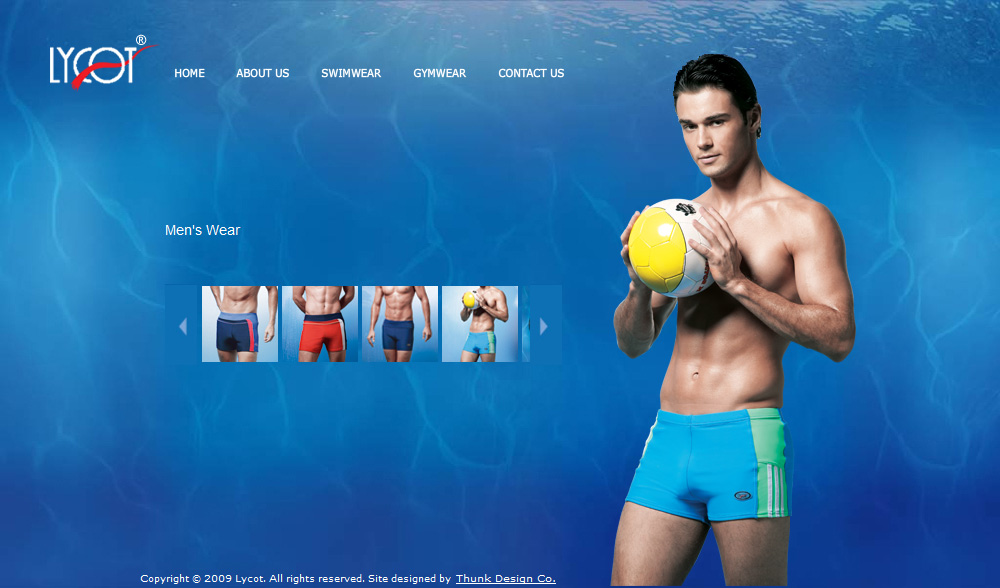 LYCOT®
HOME ABOUT US SWIMWEAR GYMWEAR CONTACT US
Men's Wear
Copyright © 2009 Lycot. All rights reserved. Site designed by Thunk Design Co.